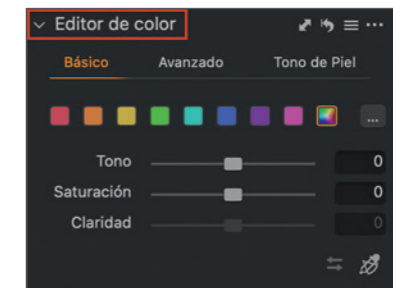 Editor de color
Básico Avanzado Tono de Piel
...
Tono 0
Saturación 0
Claridad 0